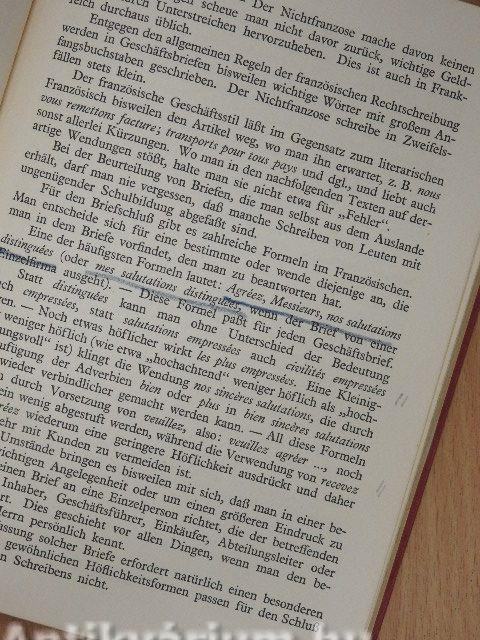 scheue man nicht davor zurück, wichtige Geld-
Der Nichtfranzose mache davon keinen
durch Unterstreichen hervorzuheben. Dies ist auch in Frank-
reich durchaus üblich.
Entgegen den allgemeinen Regeln der französischen Rechtschreibung
werden in Geschäftsbriefen bisweilen wichtige Wörter mit großem An-
fangsbuchstaben geschrieben. Der Nichtfranzose schreibe in Zweifels-
fällen stets klein.
Der französische Geschäftsstil läßt im Gegensatz zum literarischen
Französisch bisweilen den Artikel weg, wo man ihn erwartet, z. B. nous
vous remettons facture; transports pour tous pays und dgl., und liebt auch
sonst allerlei Kürzungen. Wo man in den nachfolgenden Texten auf der-
artige Wendungen stößt, halte man sie nicht etwa für „Fehler".
Bei der Beurteilung von Briefen, die man selbst aus dem Auslande
erhält, darf man nie vergessen, daß manche Schreiben von Leuten mit
ungenügender Schulbildung abgefaßt sind.
Für den Briefschluß gibt es zahlreiche Formeln im Französischen.
Man entscheide sich für eine bestimmte oder wende diejenige an, die
man in dem Briefe vorfindet, den man zu beantworten hat.
Eine der häufigsten Formeln lautet: Agréez, Messieurs, nos salutations
distinguées (oder mes salutations distinguées, wenn der Brief von einer
Einzelfirma ausgeht). — Diese Formel paßt für jeden Geschäftsbrief.
Statt distinguées kann man ohne Unterschied der Bedeutung
empressées, statt salutations empressées auch civilités empressées
— Noch etwas höflicher wirkt les plus empressées. Eine Kleinig-
weniger höflich (wie etwa „hochachtend" weniger höflich als „hoch-
ungsvoll" ist) klingt die Wendung nos sincères salutations, die durch
ufügung der Adverbien bien oder plus in bien sincères salutations
wieder verbindlicher gemacht werden kann. — All diese Formeln
durch Vorsetzung von veuillez, also: veuillez agréer ..., noch
ein wenig abgestuft werden, während die Verwendung von recevez
wiederum eine geringere Höflichkeit ausdrückt und daher
mit Kunden zu vermeiden ist.
Umstände bringen es bisweilen mit sich, daß man in einer be-
wichtigen Angelegenheit oder um einen größeren Eindruck zu
einen Brief an eine Einzelperson richtet, die der betreffenden
Inhaber, Geschäftsführer, Einkäufer, Abteilungsleiter oder
Dies geschieht vor allen Dingen, wenn man den be-
Herrn persönlich kennt.
assung solcher Briefe erfordert natürlich einen besonderen
gewöhnlichen Höflichkeitsformen passen für den Schluß
n Schreibens nicht.